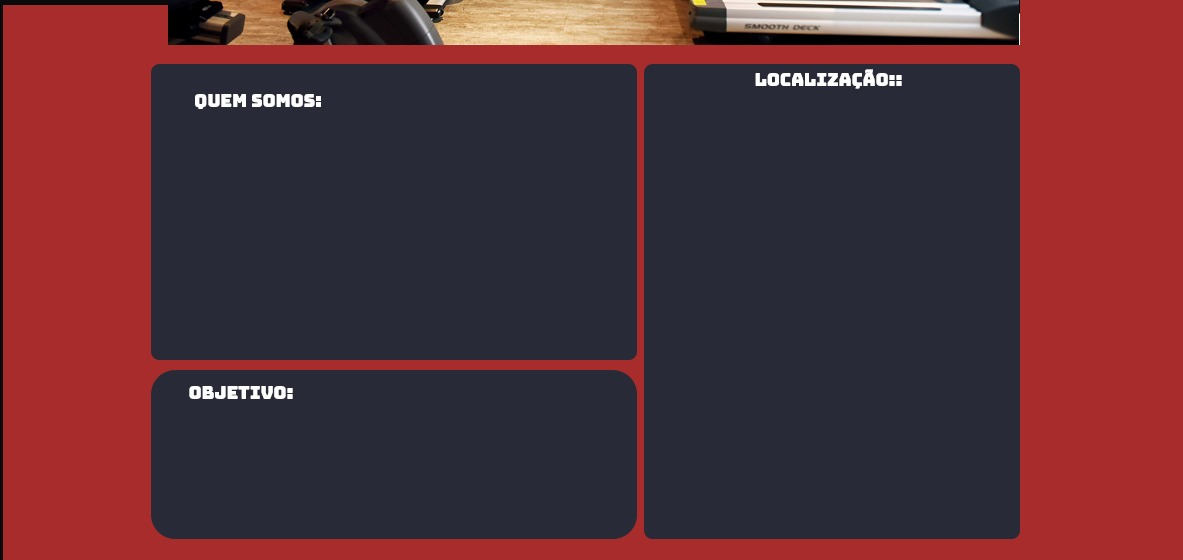 SMOOTH DECK
QUEM SOMOS:
LOCALIZAÇÃO::
OBJETIVO: